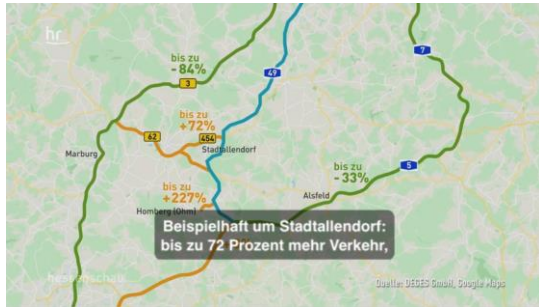 hr
bis zu
-84%
3
7
49
bis zu
+72%
62
454
Stadtallendorf
Marburg
bis zu
-33%
5
bis zu
+227%
Alsfeld
Homberg (Ohm)
Beispielhaft um Stadtallendorf:
bis zu 72 Prozent mehr Verkehr,
hessenschau
Quelle: DEGES GmbH, Google Maps